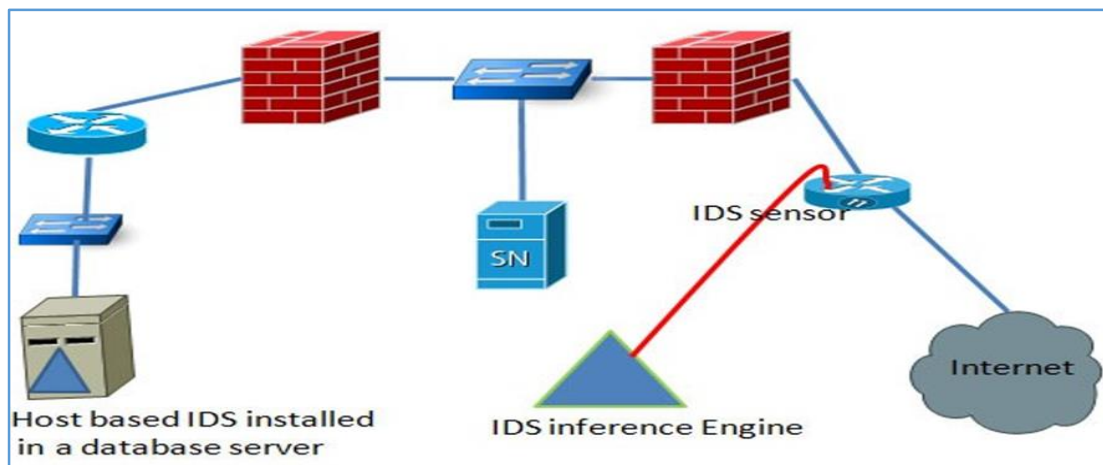 IDS sensor
SN
Internet
Host based IDS installed
in a database server
IDS inference Engine